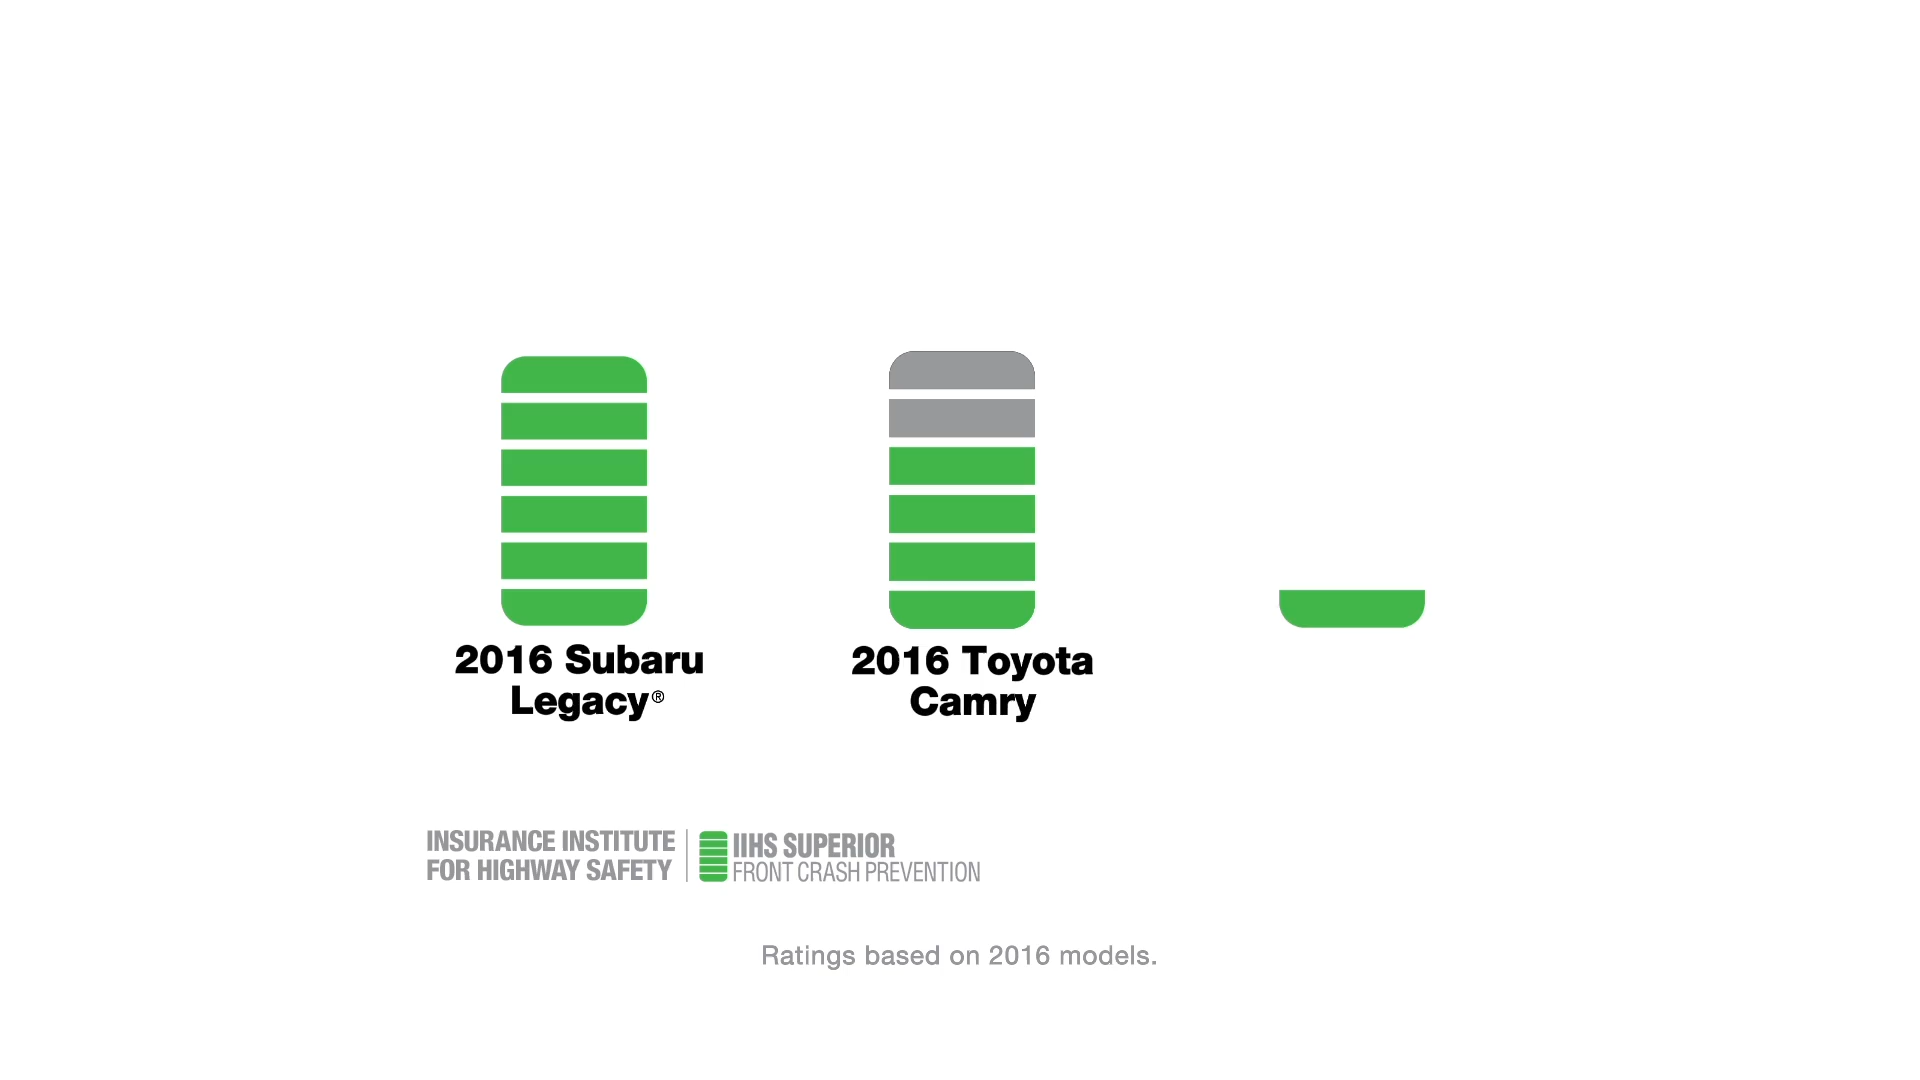 2016 Subaru
Legacy®
2016 Toyota
Camry
INSURANCE INSTITUTE
FOR HIGHWAY SAFETY
IIHS SUPERIOR
FRONT CRASH PREVENTION
Ratings based on 2016 models.